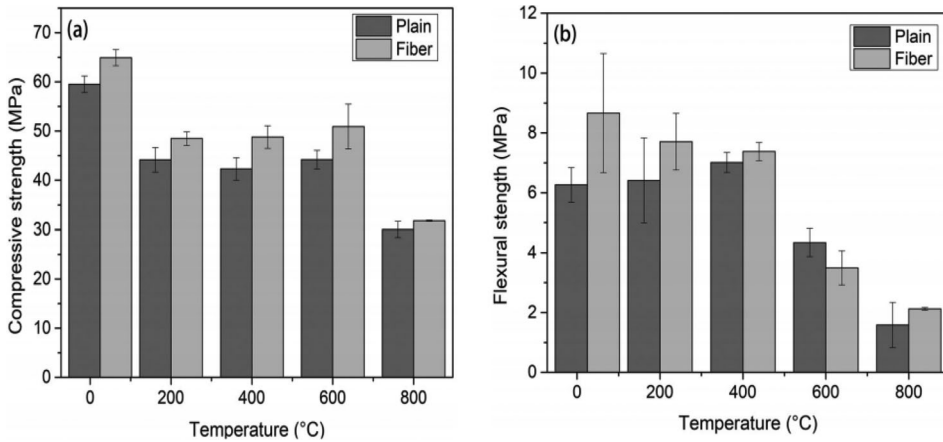 (a)
Plain
Fiber
Compressive strength (MPa)
70
60
50
40
30
20
10
0
0 200 400 600 800
Temperature (°C)
(b)
Plain
Fiber
Flexural stength (MPa)
12
10
8
6
4
2
0
0 200 400 600 800
Temperature (°C)